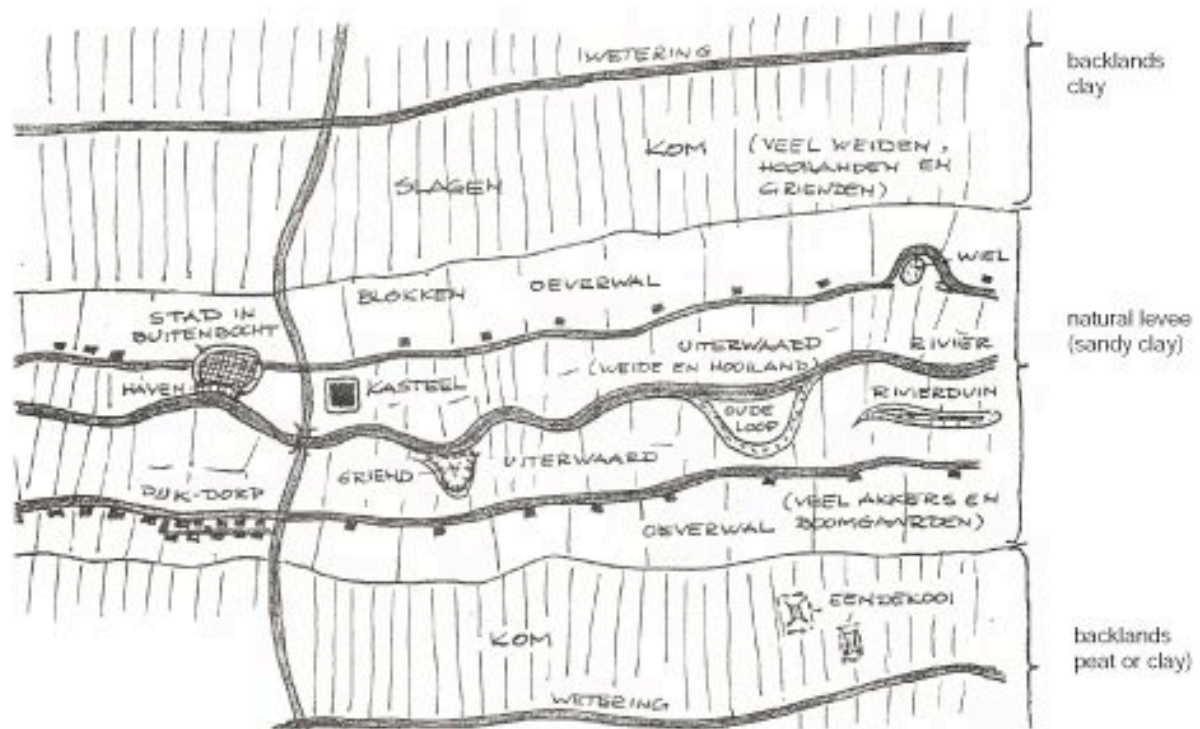 WETERING
backlands
clay
KOM
(VEEL WEIDEN,
HOOILANDEN EN
GRIENDEN)
SLAGEN
WIEL
OEVERWAL
BLOKKEN
STAD IN
BUITENBOCHT
natural levee
(sandy clay)
UITERWAARD
(WEIDE EN HOOILAND)
RIVIER
HAVEN
KASTEEL
RIVIERDUIN
OUDE
LOOP
UITERWAARD
GRIEND
DIJK-DORP
(VEEL AKKERS EN
BOOMGAARDEN)
OEVERWAL
EENDEKOOI
KOM
backlands
peat or clay)
WETERING